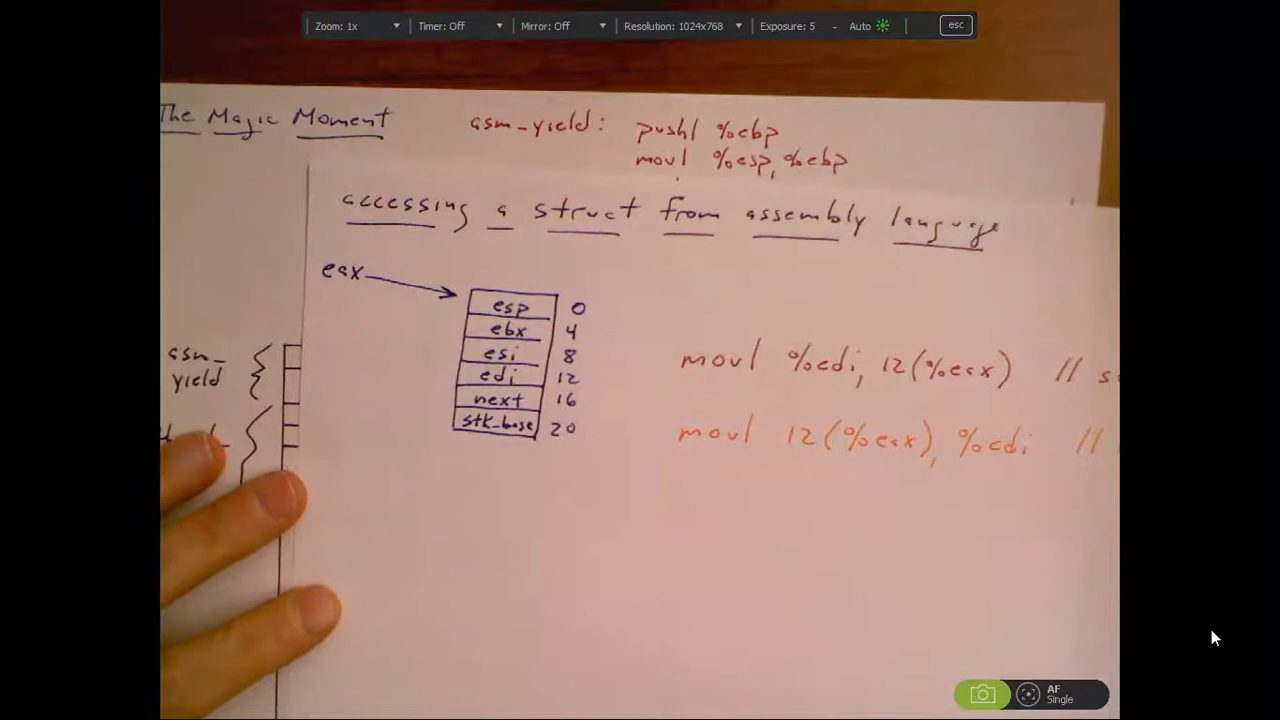 Zoom: 1x Timer: Off Mirror: Off Resolution: 1024x768 Exposure: 5 - Auto esc
The Magic Moment
asm_yield: pushl %ebp
movl %esp, %ebp
accessing a struct from assembly language
eax
esp 0
ebx 4
esi 8
edi 12
next 16
stk_base 20
asm_
yield
movl %edi, 12(%eax) // s
movl 12(%eax), %edi //
AF
Single